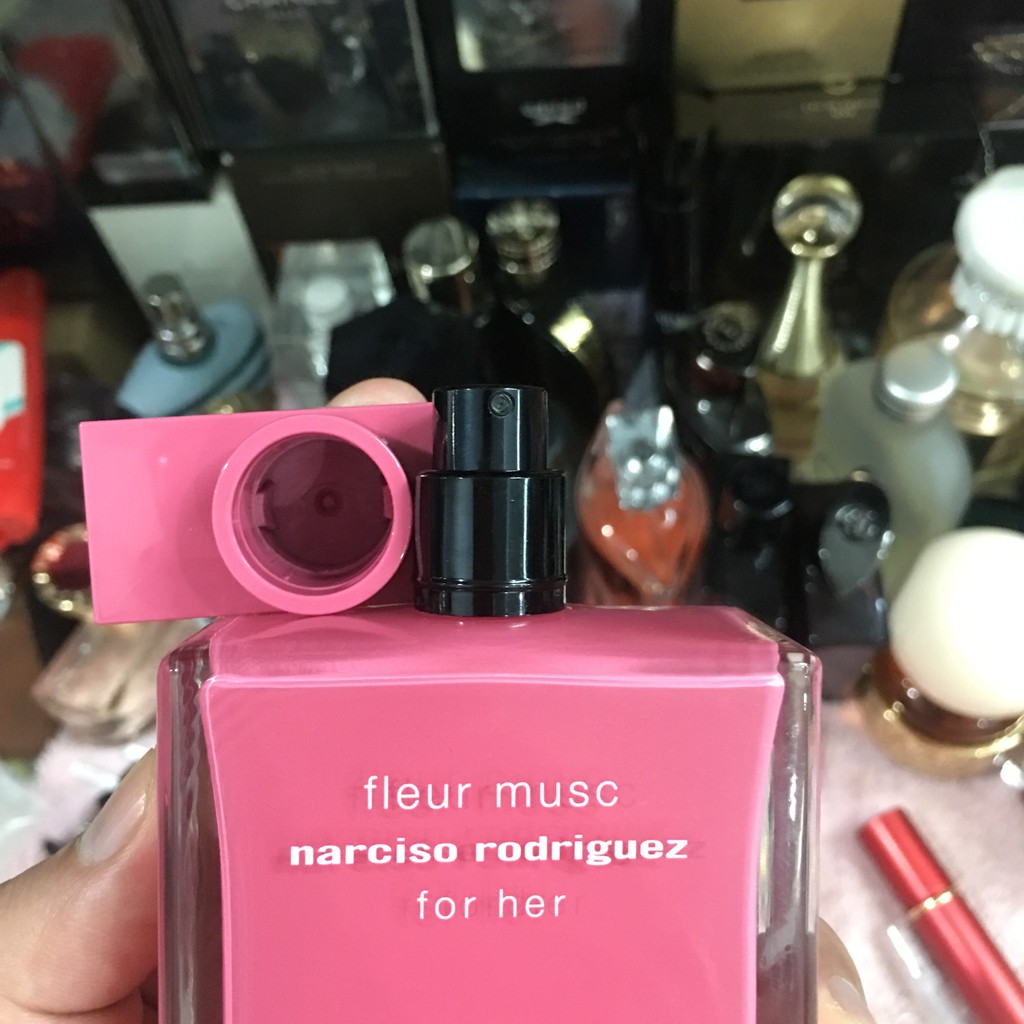 fleur musc
narciso rodriguez
for her